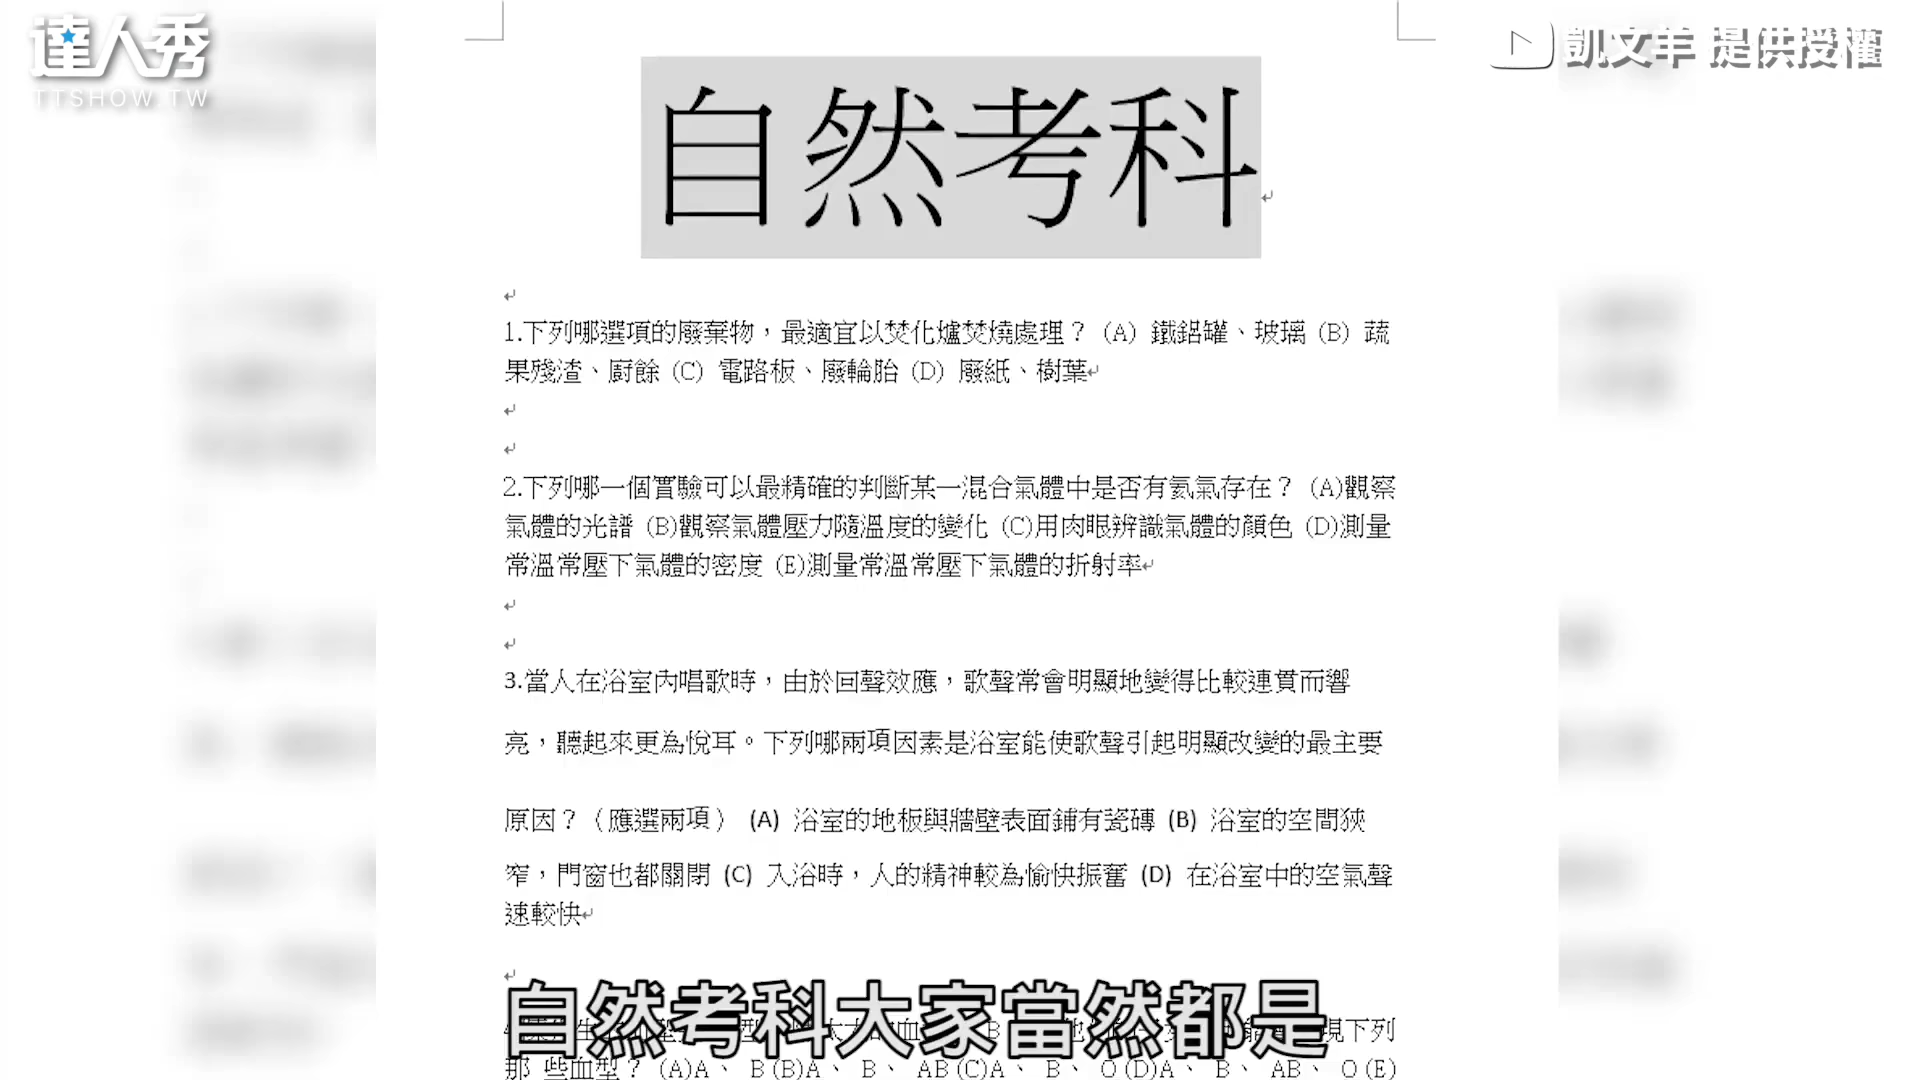 達人秀
TTSHOW.TW
凱文羊 提供授權
自然考科
1.下列哪選項的廢棄物，最適宜以焚化爐焚燒處理？ (A) 鐵鋁罐、玻璃 (B) 蔬
果殘渣、廚餘 (C) 電路板、廢輪胎 (D) 廢紙、樹葉
2.下列哪一個實驗可以最精確的判斷某一混合氣體中是否有氦氣存在？ (A)觀察
氣體的光譜 (B)觀察氣體壓力隨溫度的變化 (C)用肉眼辨識氣體的顏色 (D)測量
常溫常壓下氣體的密度 (E)測量常溫常壓下氣體的折射率
3.當人在浴室內唱歌時，由於回聲效應，歌聲常會明顯地變得比較連貫而響
亮，聽起來更為悅耳。下列哪兩項因素是浴室能使歌聲引起明顯改變的最主要
原因？（應選兩項） (A) 浴室的地板與牆壁表面鋪有瓷磚 (B) 浴室的空間狹
窄，門窗也都關閉 (C) 入浴時，人的精神較為愉快振奮 (D) 在浴室中的空氣聲
速較快
自然考科大家當然都是
現下列
那 些血型？ (A)A、 B (B)A、 B、 AB (C)A、 B、 O (D)A、 B、 AB、 O (E)